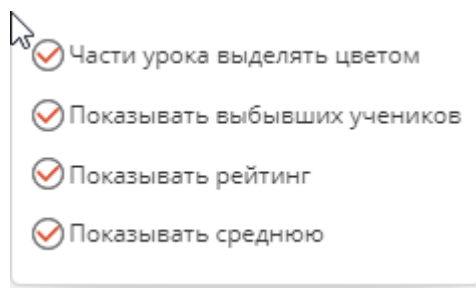 Части урока выделять цветом
Показывать выбывших учеников
Показывать рейтинг
Показывать среднюю